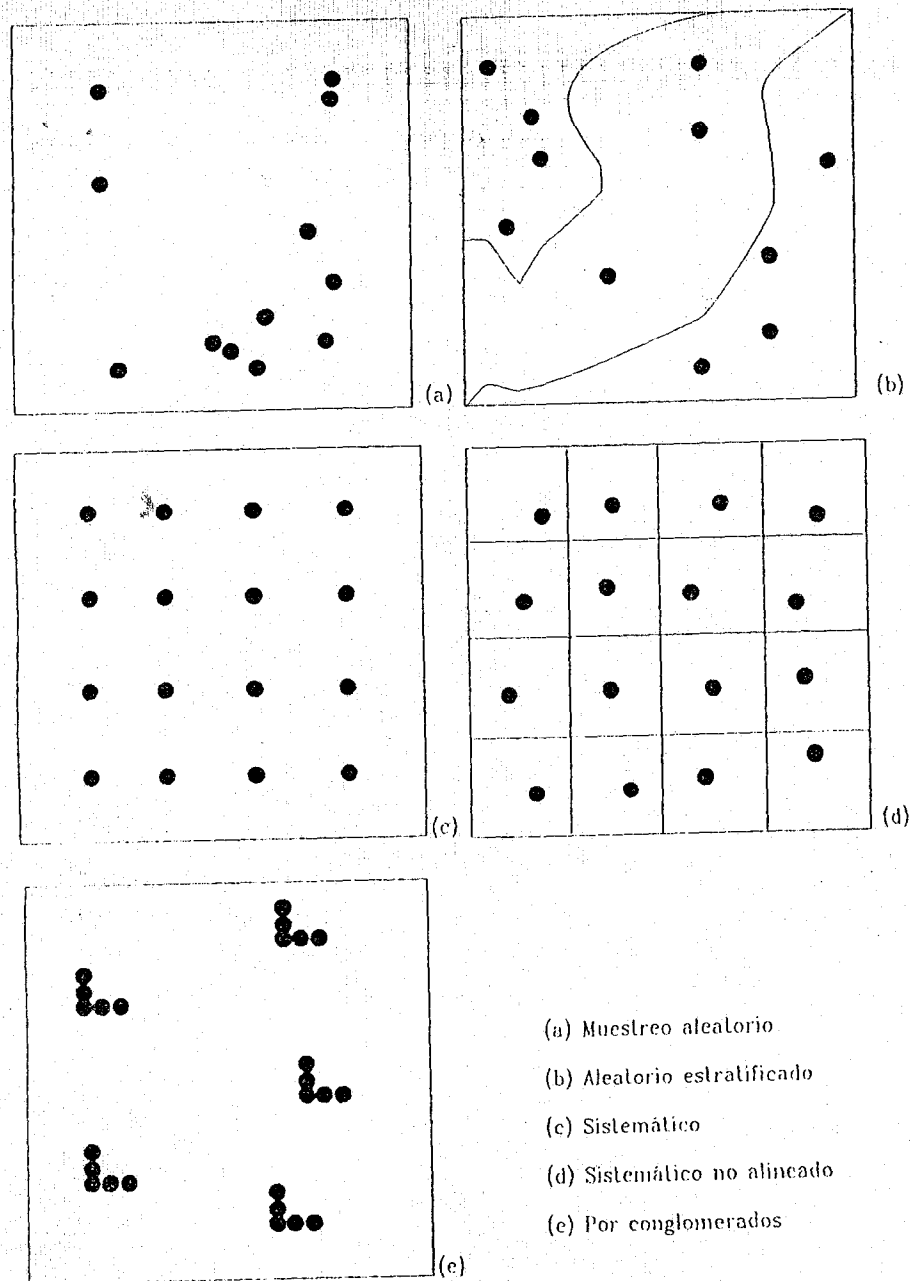 (a)
(b)
(c)
(d)
(e)
(a) Muestreo aleatorio
(b) Aleatorio estratificado
(c) Sistemático
(d) Sistemático no alineado
(e) Por conglomerados